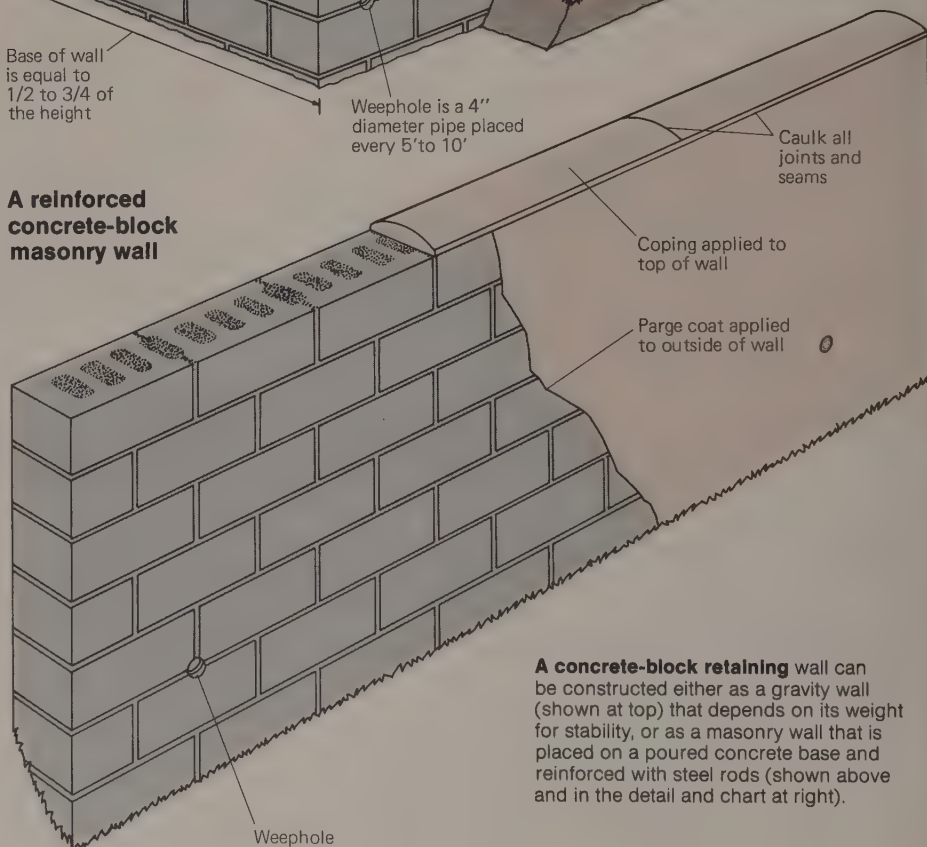 Base of wall
is equal to
1/2 to 3/4 of
the height
Weephole is a 4"
diameter pipe placed
every 5'to 10'
Caulk all
joints and
seams
A reinforced
concrete-block
masonry wall
Coping applied to
top of wall
Parge coat applied
to outside of wall
A concrete-block retaining wall can
be constructed either as a gravity wall
(shown at top) that depends on its weight
for stability, or as a masonry wall that is
placed on a poured concrete base and
reinforced with steel rods (shown above
and in the detail and chart at right).
Weephole